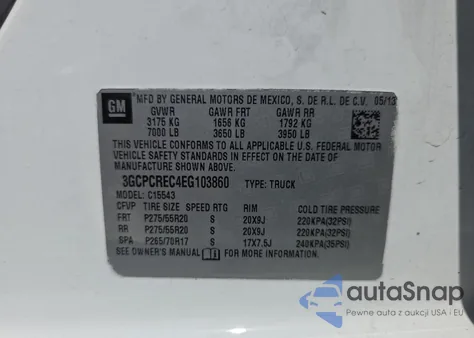 GM
MFD BY GENERAL MOTORS DE MEXICO, S. DE R.L. DE C.V. 05/13
GVWR GAWR FRT GAWR RR
3175 KG 1656 KG 1792 KG
7000 LB 3650 LB 3950 LB
THIS VEHICLE CONFORMS TO ALL APPLICABLE U.S. FEDERAL MOTOR
VEHICLE SAFETY STANDARDS IN EFFECT ON THE DATE OF
MANUFACTURE SHOWN ABOVE.
3GCPCREC4EG103860 TYPE: TRUCK
MODEL: C15543
CFVP TIRE SIZE SPEED RTG RIM COLD TIRE PRESSURE
FRT P275/55R20 S 20X9J 220KPA(32PSI)
RR P275/55R20 S 20X9J 220KPA(32PSI)
SPA P265/70R17 S 17X7.5J 240KPA(35PSI)
SEE OWNER'S MANUAL FOR MORE INFORMATION.
autoSnap
Pewne auta z aukcji USA i EU